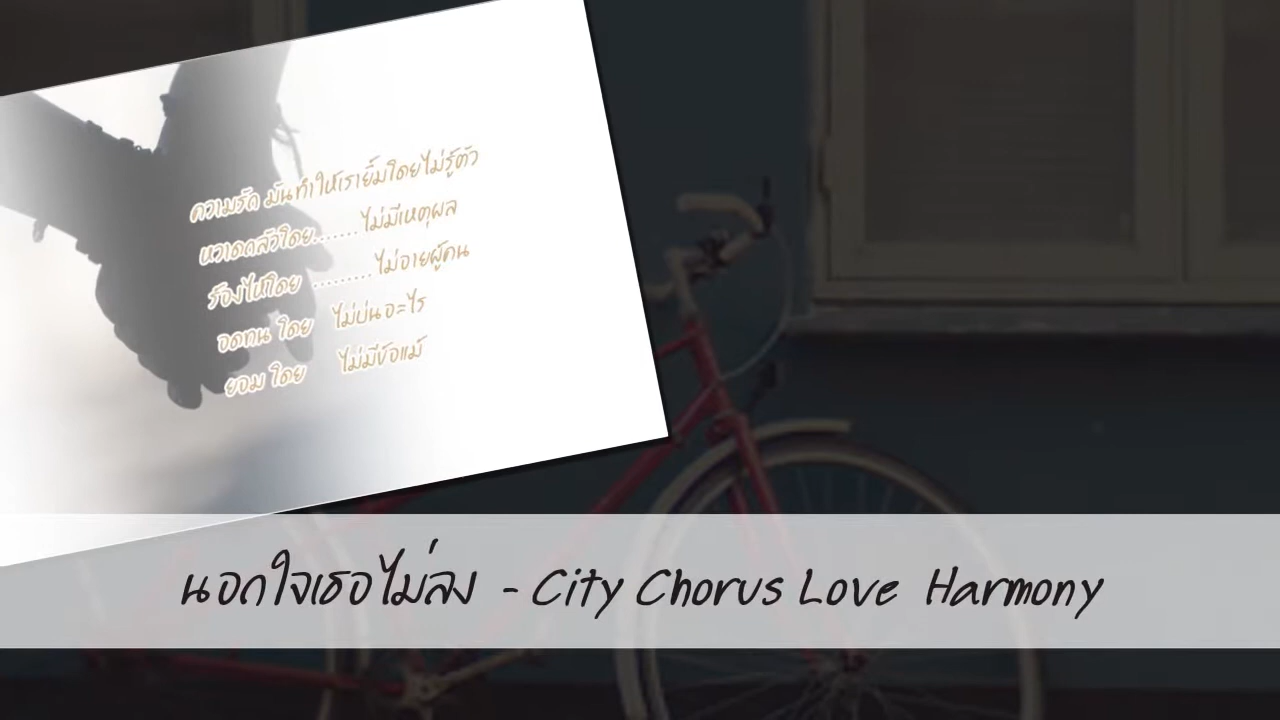 ความรัก มันทำให้เรายิ้มโดยไม่รู้ตัว
หวาดกลัวโดย.......ไม่มีเหตุผล
ร้องไห้โดย .........ไม่อายผู้คน
อดทน โดย ไม่บ่นอะไร
ยอม โดย ไม่มีข้อแม้
นอกใจเธอไม่ลง - City Chorus Love Harmony